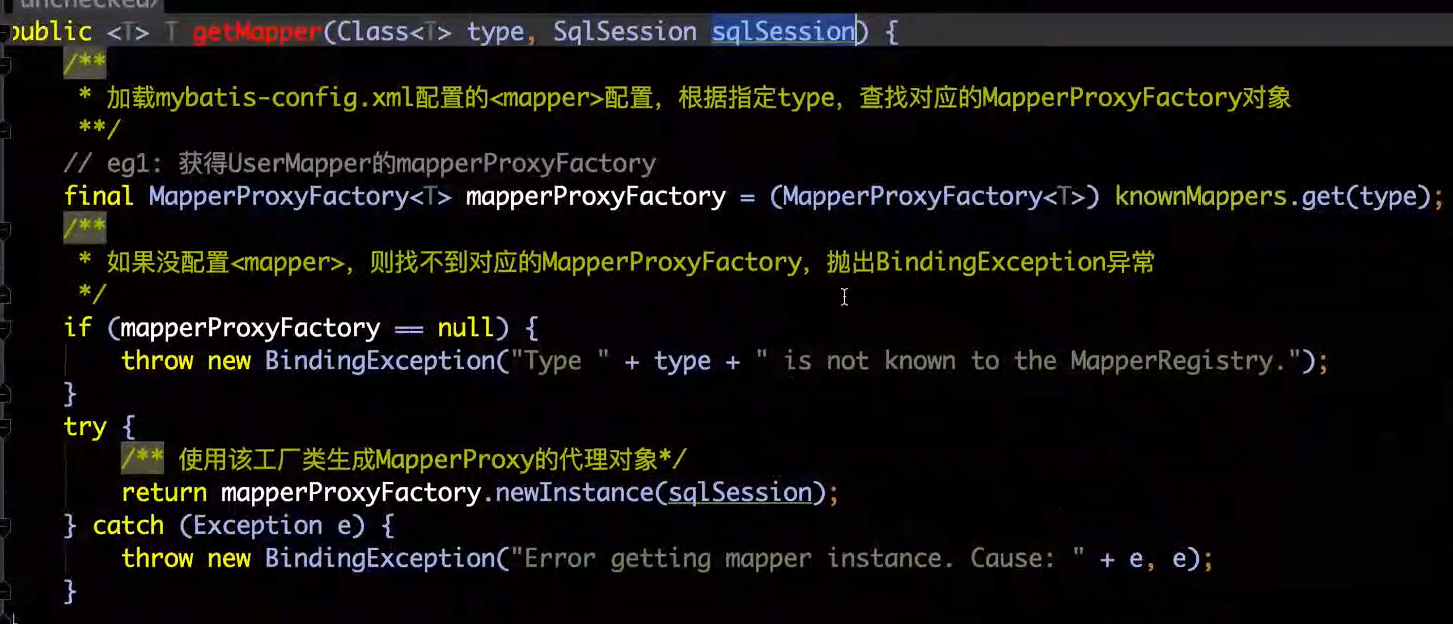 unchecked/
public <T> T getMapper(Class<T> type, SqlSession sqlSession) {
/**
* 加载mybatis-config.xml配置的<mapper>配置，根据指定type，查找对应的MapperProxyFactory对象
**/
// eg1: 获得UserMapper的mapperProxyFactory
final MapperProxyFactory<T> mapperProxyFactory = (MapperProxyFactory<T>) knownMappers.get(type);
/**
* 如果没配置<mapper>，则找不到对应的MapperProxyFactory，抛出BindingException异常
*/
if (mapperProxyFactory == null) {
throw new BindingException("Type " + type + " is not known to the MapperRegistry.");
}
try {
/** 使用该工厂类生成MapperProxy的代理对象*/
return mapperProxyFactory.newInstance(sqlSession);
} catch (Exception e) {
throw new BindingException("Error getting mapper instance. Cause: " + e, e);
}